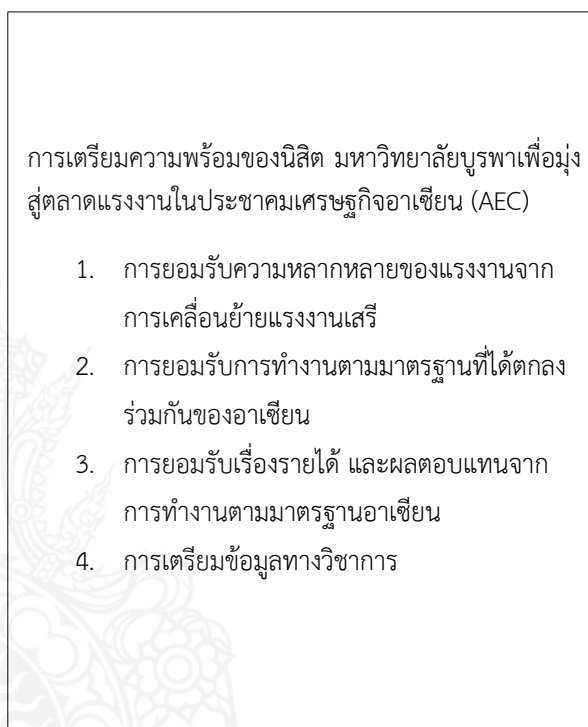 การเตรียมความพร้อมของนิสิต มหาวิทยาลัยบูรพาเพื่อมุ่ง
สู่ตลาดแรงงานในประชาคมเศรษฐกิจอาเซียน (AEC)
1. การยอมรับความหลากหลายของแรงงานจาก
การเคลื่อนย้ายแรงงานเสรี
2. การยอมรับการทำงานตามมาตรฐานที่ได้ตกลง
ร่วมกันของอาเซียน
3. การยอมรับเรื่องรายได้ และผลตอบแทนจาก
การทำงานตามมาตรฐานอาเซียน
4. การเตรียมข้อมูลทางวิชาการ